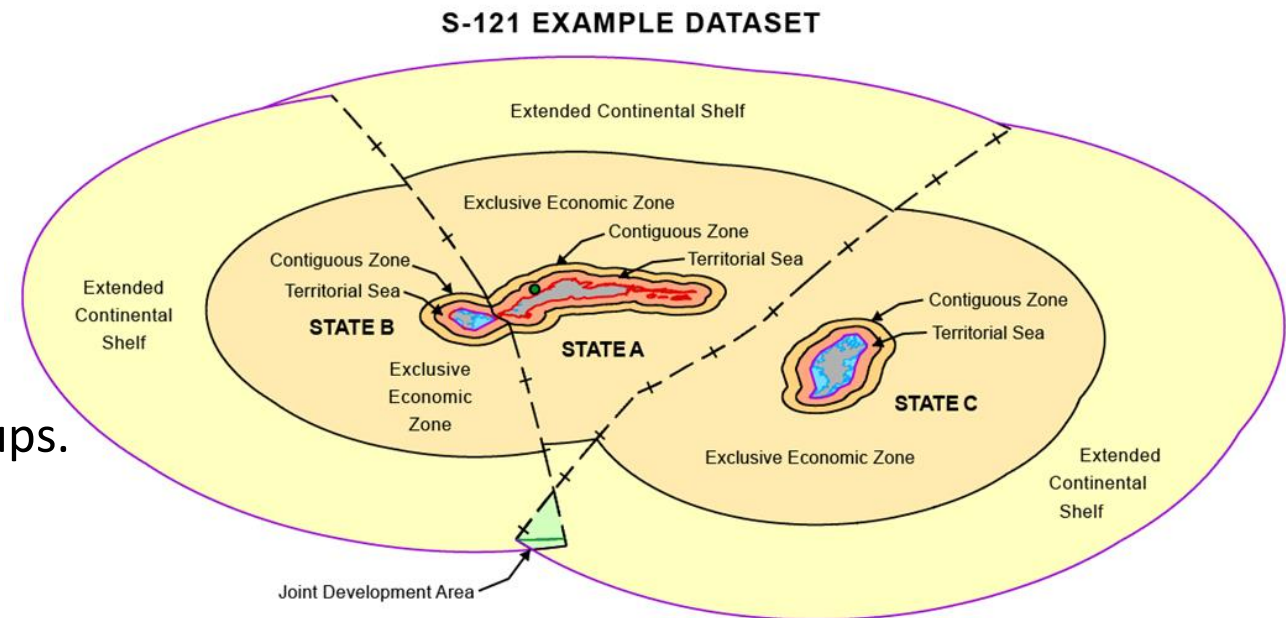 S-121 EXAMPLE DATASET
Extended Continental Shelf
Exclusive Economic Zone
Contiguous Zone
Territorial Sea
Contiguous Zone
Territorial Sea
STATE B
STATE A
Extended
Continental
Shelf
Exclusive
Economic
Zone
Contiguous Zone
Territorial Sea
STATE C
Exclusive Economic Zone
Extended
Continental
Shelf
ups.
Joint Development Area